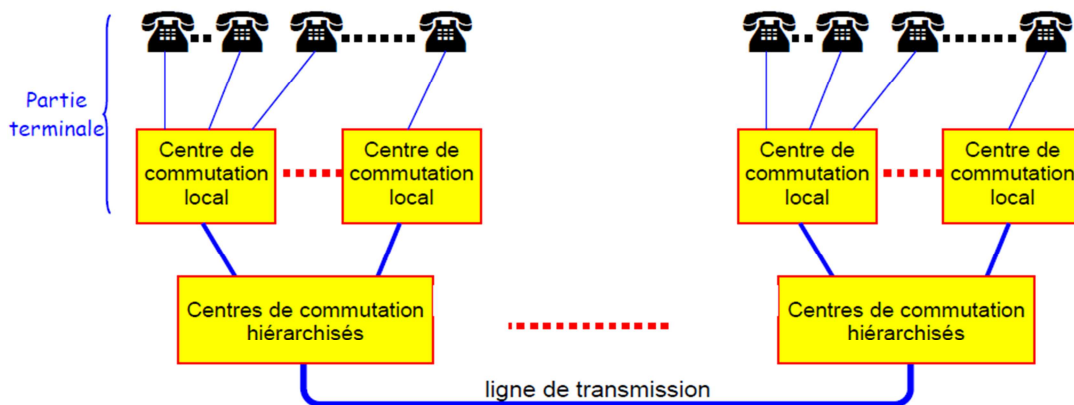 Partie
terminale
Centre de
commutation
local
Centre de
commutation
local
Centre de
commutation
local
Centre de
commutation
local
Centres de commutation
hiérarchisés
Centres de commutation
hiérarchisés
ligne de transmission